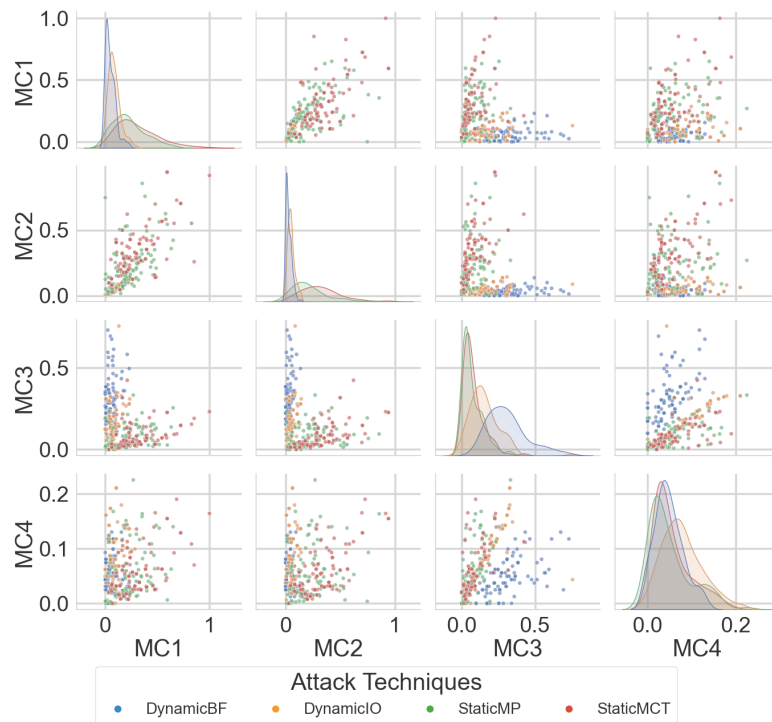 MC1
1.0
0.5
0.0
MC2
0.5
0.0
MC3
0.5
0.0
MC4
0.2
0.1
0.0
0 1 0 1 0.0 0.5 0.0 0.2
MC1 MC2 MC3 MC4
Attack Techniques
DynamicBF DynamicIO StaticMP StaticMCT